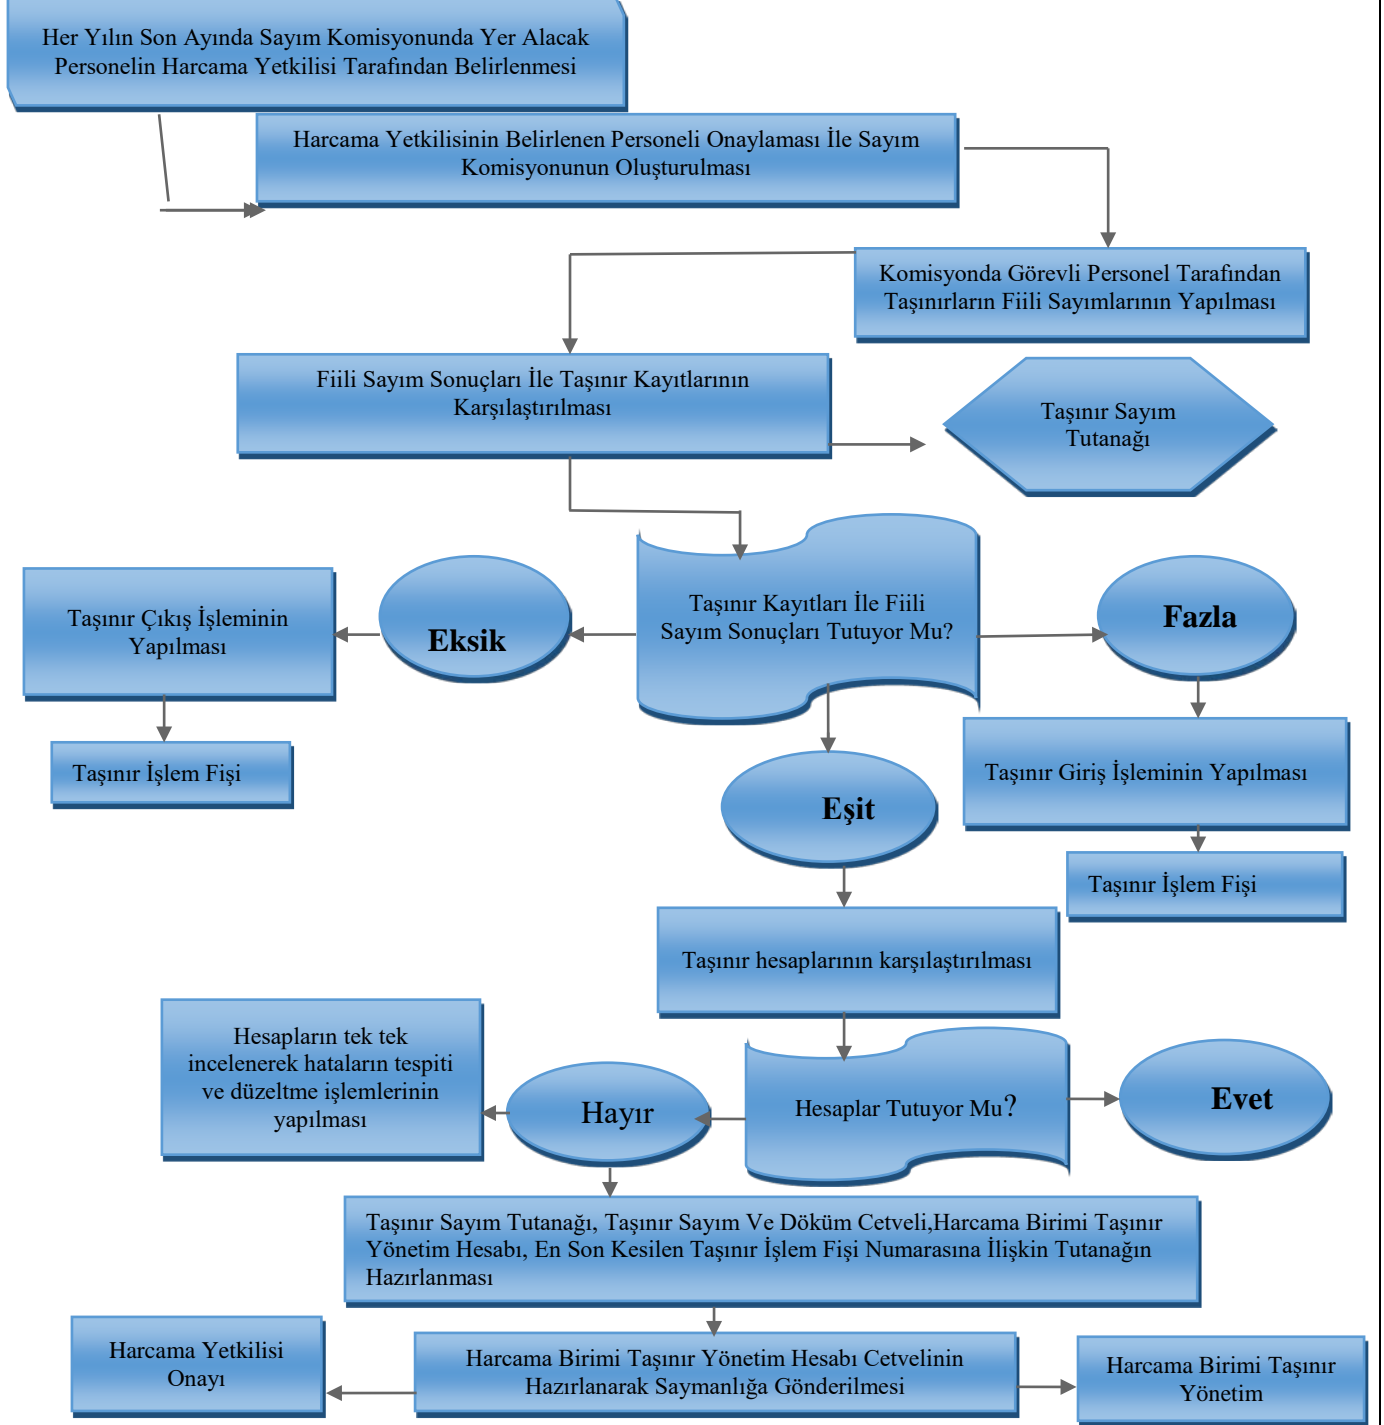 Her Yılın Son Ayında Sayım Komisyonunda Yer Alacak
Personelin Harcama Yetkilisi Tarafından Belirlenmesi
Harcama Yetkilisinin Belirlenen Personeli Onaylaması İle Sayım
Komisyonunun Oluşturulması
Komisyonda Görevli Personel Tarafından
Taşınırların Fiili Sayımlarının Yapılması
Fiili Sayım Sonuçları İle Taşınır Kayıtlarının
Karşılaştırılması
Taşınır Sayım
Tutanağı
Taşınır Kayıtları İle Fiili
Sayım Sonuçları Tutuyor Mu?
Eksik
Taşınır Çıkış İşleminin
Yapılması
Taşınır İşlem Fişi
Fazla
Taşınır Giriş İşleminin Yapılması
Taşınır İşlem Fişi
Eşit
Taşınır hesaplarının karşılaştırılması
Hesaplar Tutuyor Mu?
Evet
Hayır
Hesapların tek tek
incelenerek hataların tespiti
ve düzeltme işlemlerinin
yapılması
Taşınır Sayım Tutanağı, Taşınır Sayım Ve Döküm Cetveli,Harcama Birimi Taşınır
Yönetim Hesabı, En Son Kesilen Taşınır İşlem Fişi Numarasına İlişkin Tutanağın
Hazırlanması
Harcama Birimi Taşınır Yönetim Hesabı Cetvelinin
Hazırlanarak Saymanlığa Gönderilmesi
Harcama Yetkilisi
Onayı
Harcama Birimi Taşınır
Yönetim